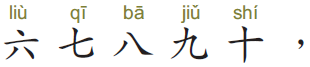 liù qī bā jiǔ shí
六 七 八 九 十 ，